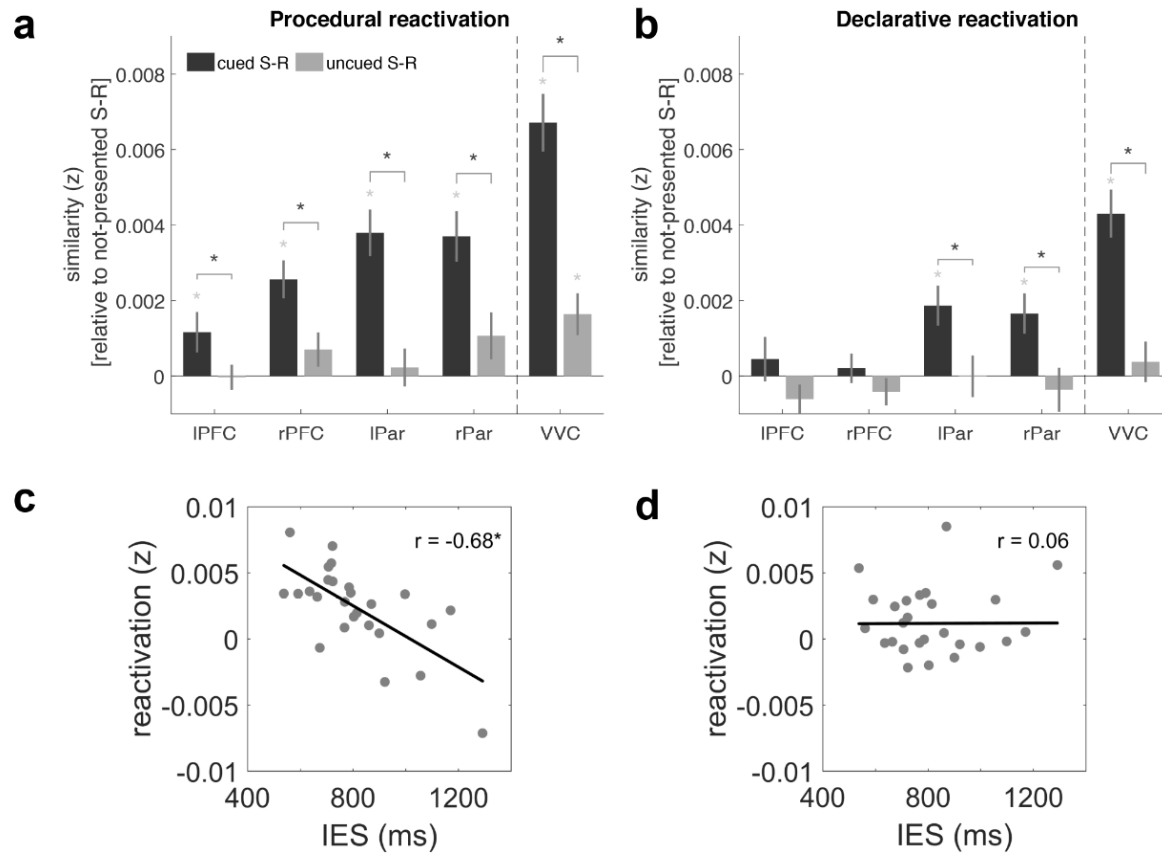 a
Procedural reactivation
cued S-R
uncued S-R
similarity (z)
[relative to not-presented S-R]
0.008
0.006
0.004
0.002
0
*
*
*
*
*
*
*
*
*
*
*
lPFC
rPFC
lPar
rPar
VVC
b
Declarative reactivation
similarity (z)
[relative to not-presented S-R]
0.008
0.006
0.004
0.002
0
*
*
*
*
*
*
lPFC
rPFC
lPar
rPar
VVC
c
reactivation (z)
0.01
0.005
0
-0.005
-0.01
r = -0.68*
400
800
1200
IES (ms)
d
reactivation (z)
0.01
0.005
0
-0.005
-0.01
r = 0.06
400
800
1200
IES (ms)